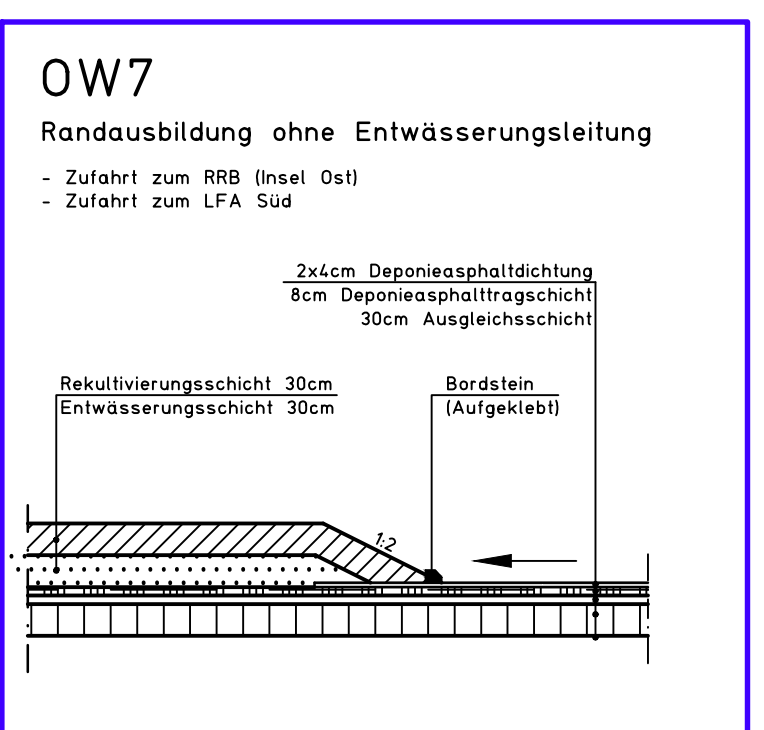 OW7
Randausbildung ohne Entwässerungsleitung
- Zufahrt zum RRB (Insel Ost)
- Zufahrt zum LFA Süd
2x4cm Deponieasphaltdichtung
8cm Deponieasphalttragschicht
30cm Ausgleichsschicht
Rekultivierungsschicht 30cm
Entwässerungsschicht 30cm
Bordstein
(Aufgeklebt)
1:2